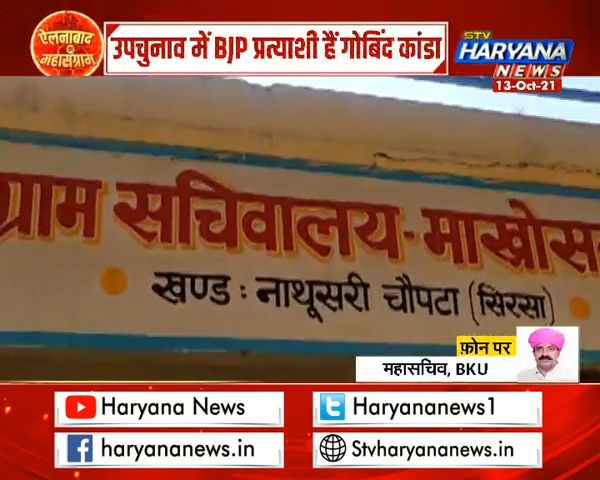 ऐलनाबाद
का
महासंग्राम
उपचुनाव में BJP प्रत्याशी हैं गोबिंद कांडा
STV
HARYANA
NEWS
13-Oct-21
ग्राम सचिवालय-माखोस
खण्ड : नाथूसरी चौपटा (सिरसा)
फ़ोन पर
महासचिव, BKU
Haryana News
Haryananews1
haryananews.in
Stvharyananews.in